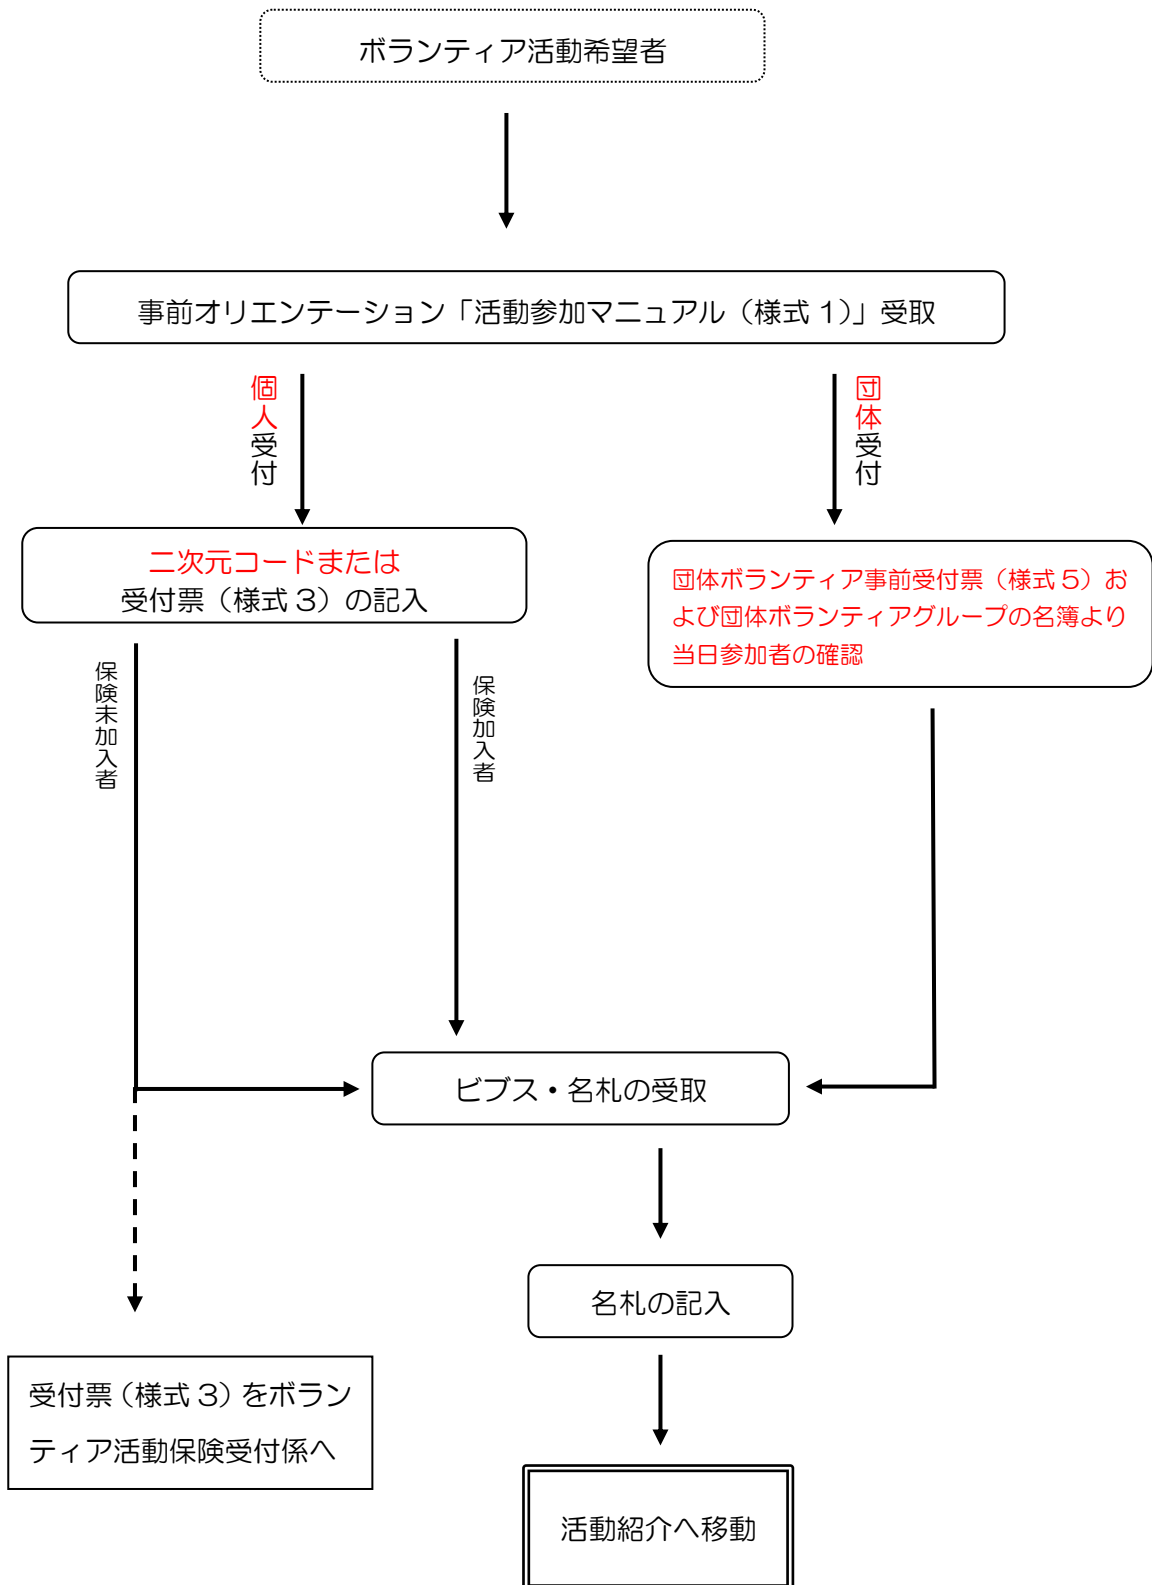 ボランティア活動希望者
事前オリエンテーション「活動参加マニュアル（様式１）」受取
個人受付
団体受付
二次元コードまたは
受付票（様式３）の記入
団体ボランティア事前受付票（様式５）お
よび団体ボランティアグループの名簿より
当日参加者の確認
保険未加入者
保険加入者
ビブス・名札の受取
名札の記入
受付票（様式３）をボラン
ティア活動保険受付係へ
活動紹介へ移動